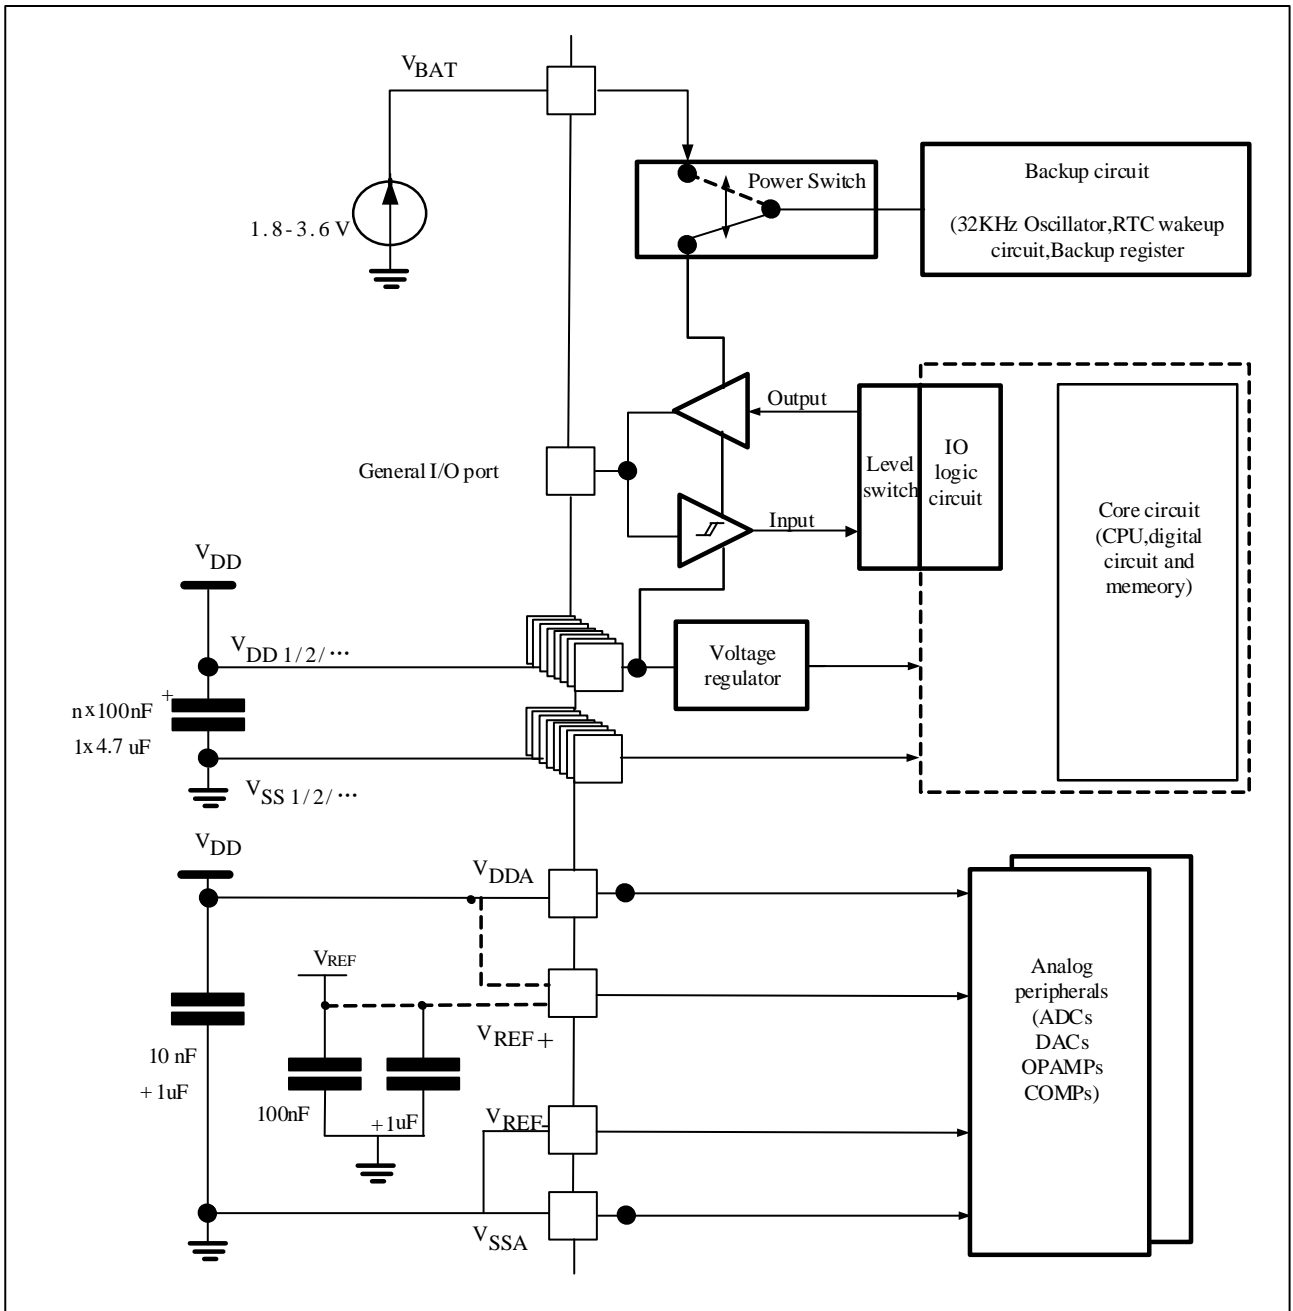 VBAT
Power Switch
Backup circuit
(32KHz Oscillator,RTC wakeup
circuit,Backup register
1.8-3.6 V
Output
General I/O port
Level
switch
IO
logic
circuit
Input
Core circuit
(CPU,digital
circuit and
memeory)
VDD
VDD 1/2/···
Voltage
regulator
+
n x 100nF
1x 4.7 uF
VSS 1/2/···
VDD
VDDA
VREF
VREF+
Analog
peripherals
(ADCs
DACs
OPAMPs
COMPs)
10 nF
+1uF
100nF
+1uF
VREF-
VSSA